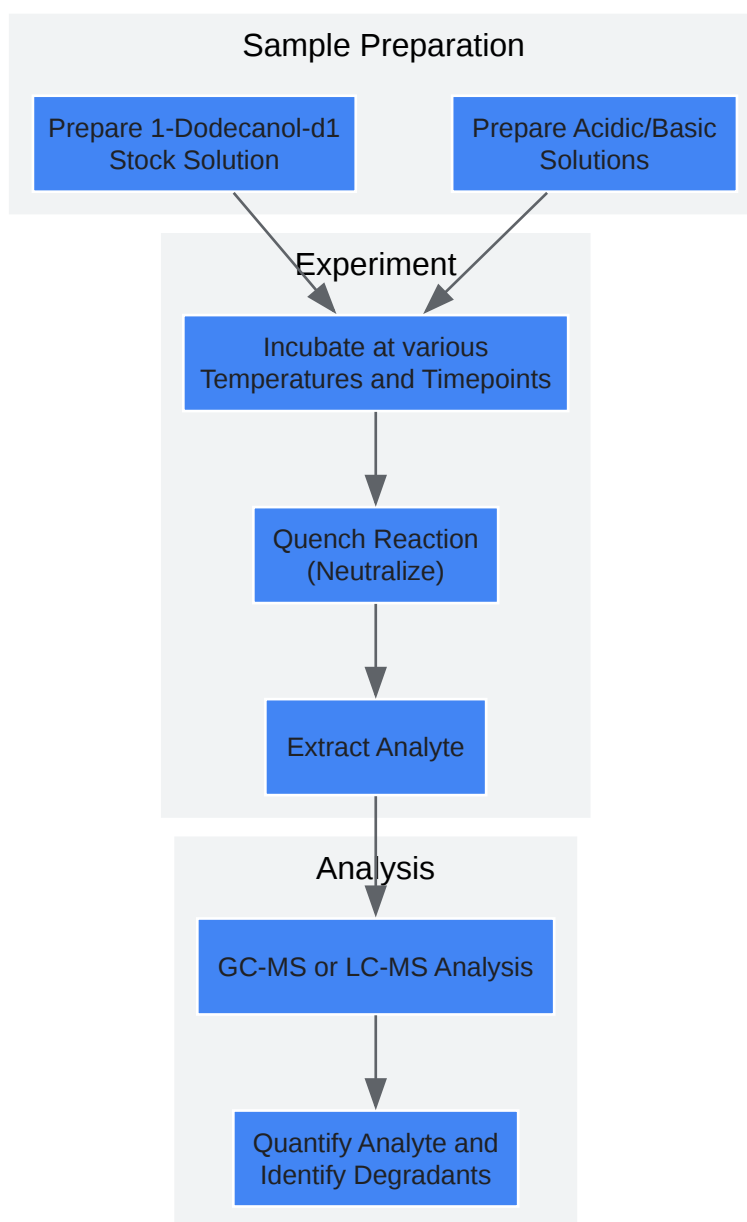 Sample Preparation
Prepare 1-Dodecanol-d1
Stock Solution
Prepare Acidic/Basic
Solutions
Experiment
Incubate at various
Temperatures and Timepoints
Quench Reaction
(Neutralize)
Extract Analyte
Analysis
GC-MS or LC-MS Analysis
Quantify Analyte and
Identify Degradants